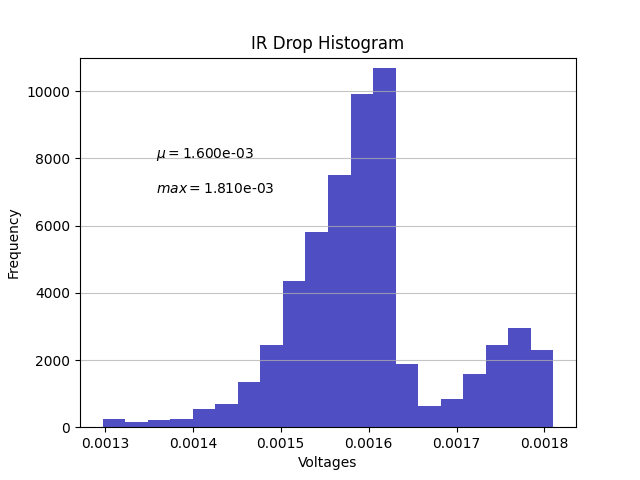 IR Drop Histogram
10000
8000
6000
4000
2000
0
μ = 1.600e-03
max = 1.810e-03
Frequency
0.0013 0.0014 0.0015 0.0016 0.0017 0.0018
Voltages